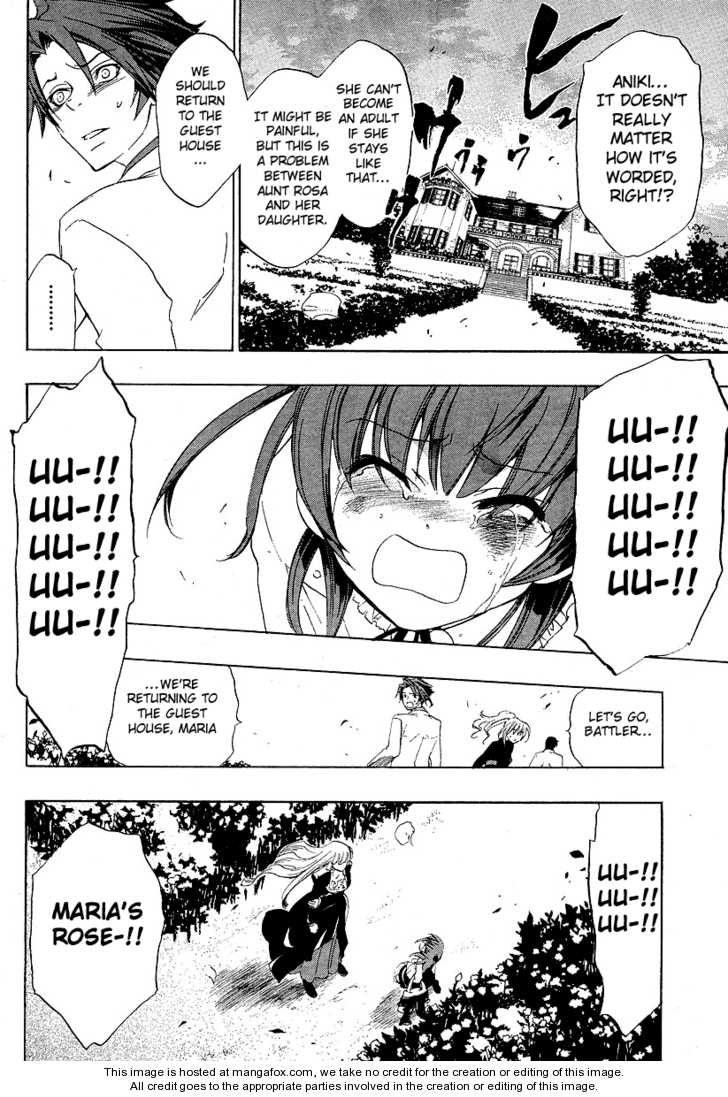 ANIKI...
IT DOESN'T
REALLY
MATTER
HOW IT'S
WORDED,
RIGHT!?
SHE CAN'T
BECOME
AN ADULT
IF SHE
STAYS
LIKE
THAT...
IT MIGHT BE
PAINFUL,
BUT THIS IS
A PROBLEM
BETWEEN
AUNT ROSA
AND HER
DAUGHTER.
WE
SHOULD
RETURN
TO THE
GUEST
HOUSE
...
.........
UU-!!
UU-!!
UU-!!
UU-!!
UU-!!
UU-!!
UU-!!
UU-!!
UU-!!
UU-!!
LET'S GO,
BATTLER...
...WE'RE
RETURNING TO
THE GUEST
HOUSE, MARIA
UU-!!
UU-!!
UU-!!
MARIA'S
ROSE-!!
This image is hosted at mangafox.com, we take no credit for the creation or editing of this image.
All credit goes to the appropriate parties involved in the creation or editing of this image.